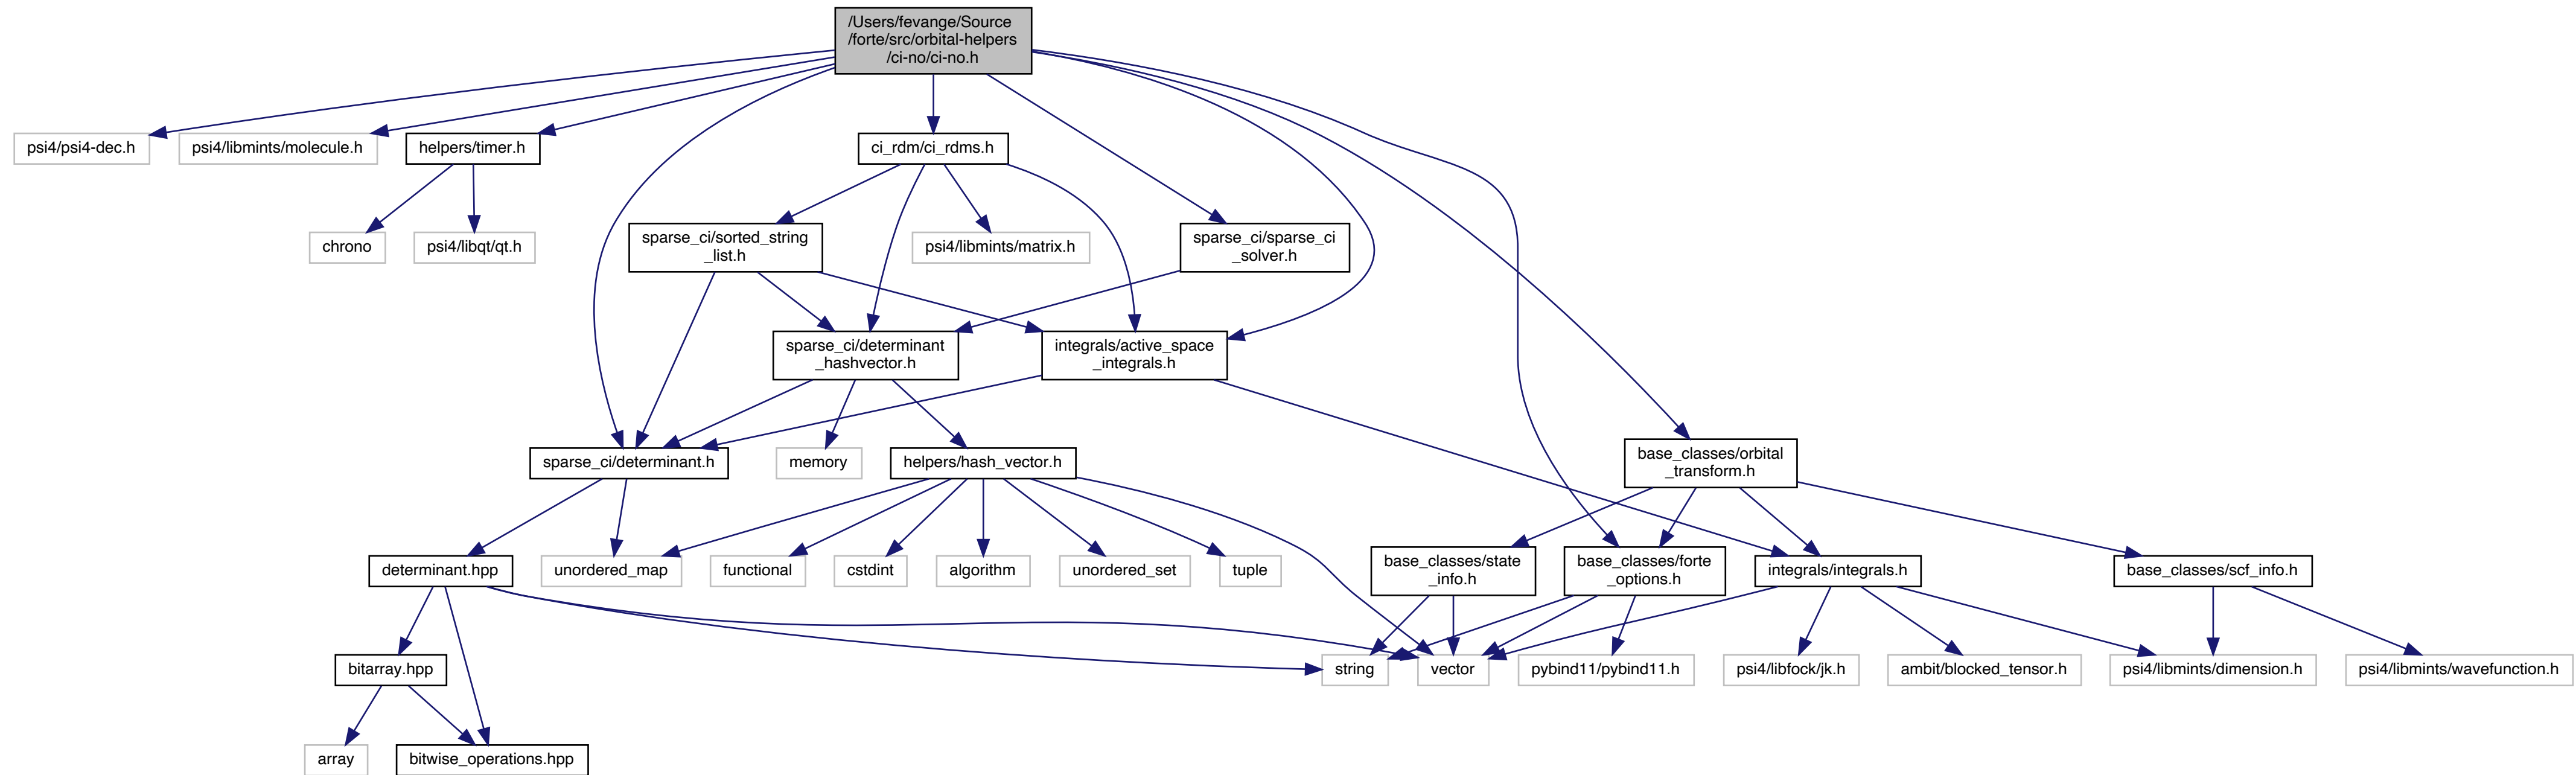 /Users/fevange/Source
/forte/src/orbital-helpers
/ci-no/ci-no.h
psi4/psi4-dec.h
psi4/libmints/molecule.h
helpers/timer.h
ci_rdm/ci_rdms.h
chrono
psi4/libqt/qt.h
sparse_ci/sorted_string
_list.h
psi4/libmints/matrix.h
sparse_ci/sparse_ci
_solver.h
sparse_ci/determinant
_hashvector.h
integrals/active_space
_integrals.h
sparse_ci/determinant.h
memory
helpers/hash_vector.h
base_classes/orbital
_transform.h
determinant.hpp
unordered_map
functional
cstdint
algorithm
unordered_set
tuple
base_classes/state
_info.h
base_classes/forte
_options.h
integrals/integrals.h
base_classes/scf_info.h
bitarray.hpp
string
vector
pybind11/pybind11.h
psi4/libfock/jk.h
ambit/blocked_tensor.h
psi4/libmints/dimension.h
psi4/libmints/wavefunction.h
array
bitwise_operations.hpp